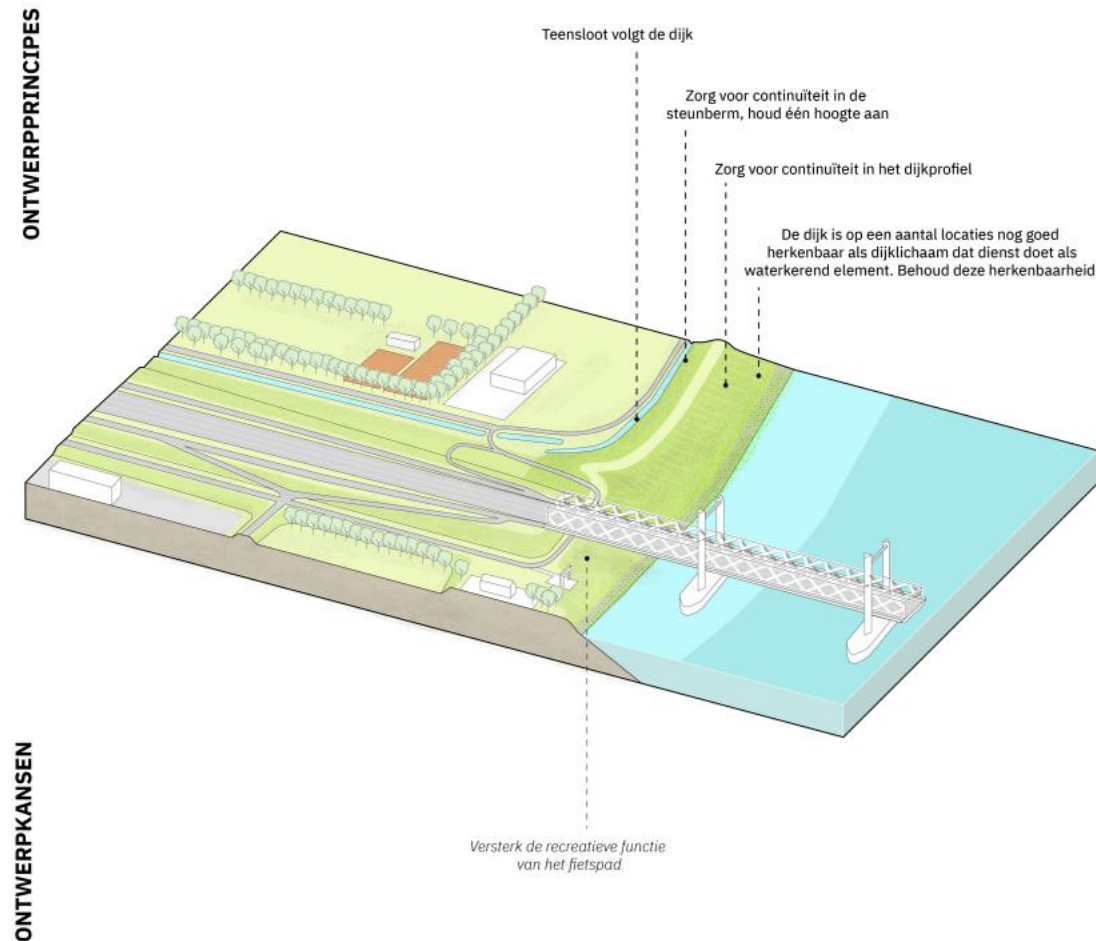 ONTWERPPRINCIPES
Teensloot volgt de dijk
Zorg voor continuïteit in de
steunberm, houd één hoogte aan
Zorg voor continuïteit in het dijkprofiel
De dijk is op een aantal locaties nog goed
herkenbaar als dijklichaam dat dienst doet als
waterkerend element. Behoud deze herkenbaarheid
ONTWERPKANSEN
Versterk de recreatieve functie
van het fietspad